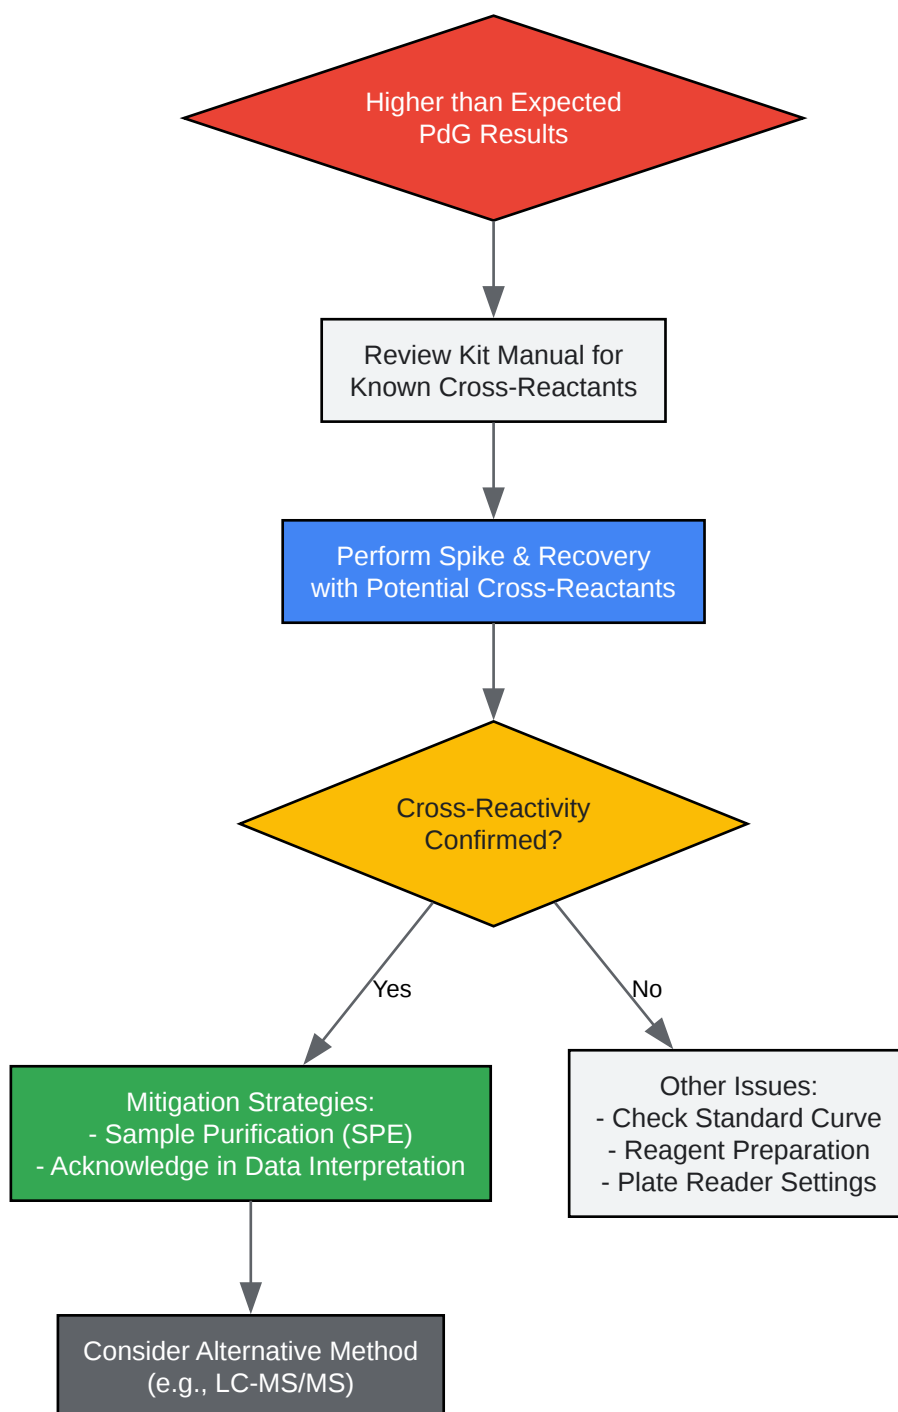 Higher than Expected
PdG Results
Review Kit Manual for
Known Cross-Reactants
Perform Spike & Recovery
with Potential Cross-Reactants
Cross-Reactivity
Confirmed?
Yes
No
Mitigation Strategies:
- Sample Purification (SPE)
- Acknowledge in Data Interpretation
Other Issues:
- Check Standard Curve
- Reagent Preparation
- Plate Reader Settings
Consider Alternative Method
(e.g., LC-MS/MS)